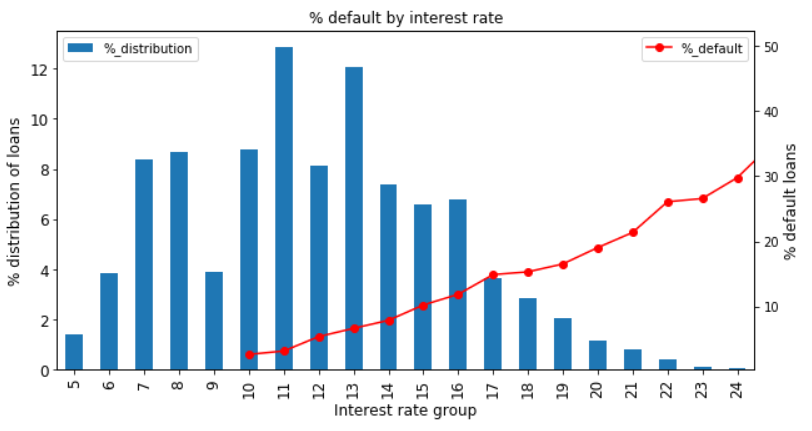 % default by interest rate
%_distribution
%_default
% distribution of loans
12
10
8
6
4
2
0
50
40
30
20
10
% default loans
5 6 7 8 9 10 11 12 13 14 15 16 17 18 19 20 21 22 23 24
Interest rate group